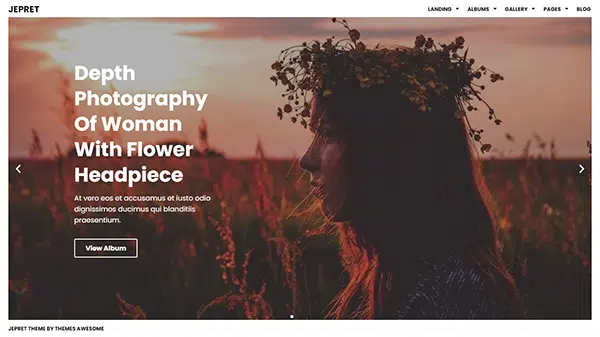 JEPRET
LANDING ALBUMS GALLERY PAGES BLOG
Depth
Photography
Of Woman
With Flower
Headpiece
At vero eos et accusamus et iusto odio
dignissimos ducimus qui blanditiis
praesentium.
View Album
JEPRET THEME BY THEMES AWESOME